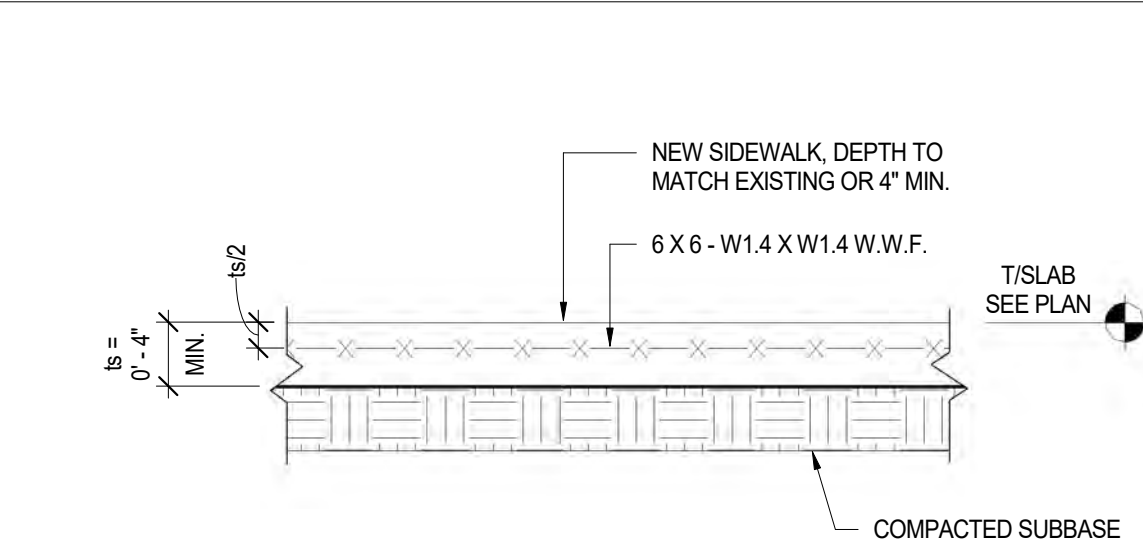 NEW SIDEWALK, DEPTH TO
MATCH EXISTING OR 4" MIN.
6 X 6 - W1.4 X W1.4 W.W.F.
T/SLAB
SEE PLAN
ts/2
ts =
0' - 4"
MIN.
COMPACTED SUBBASE